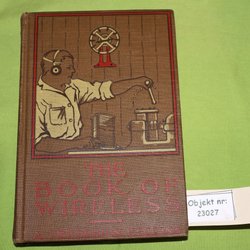 THE
BOOK OF
WIRELESS
Objekt nr:
23027